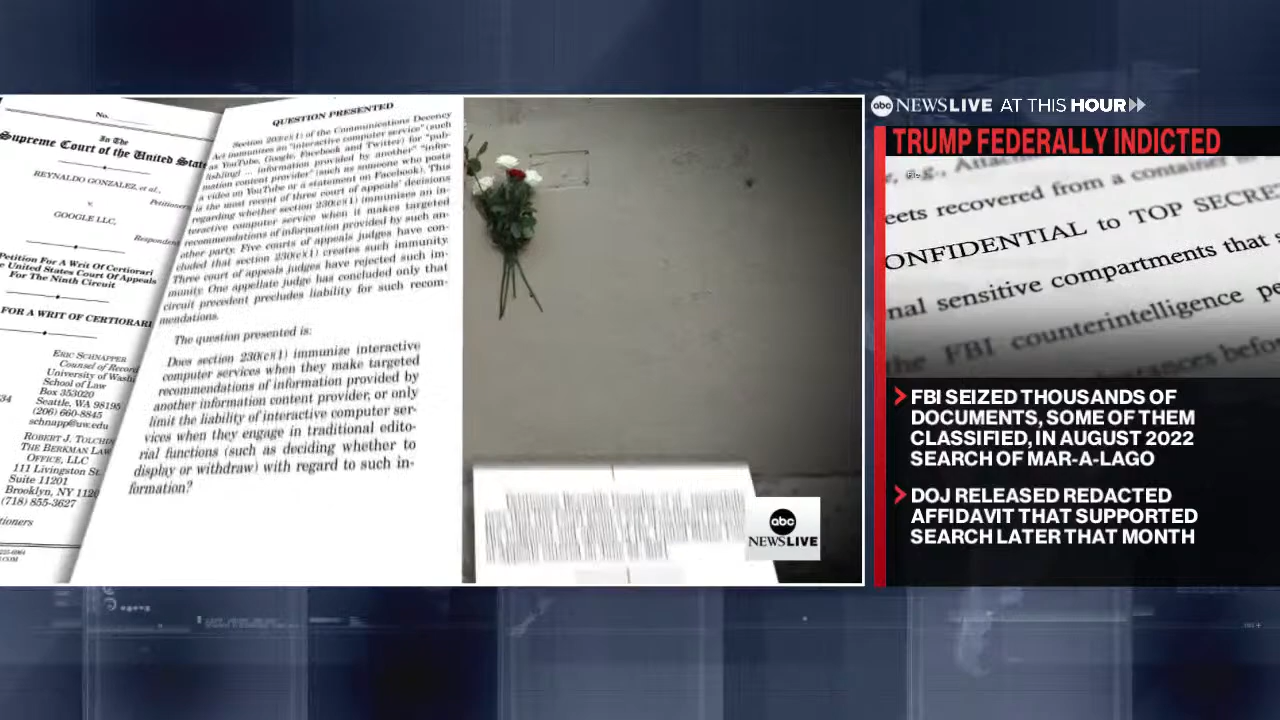 No.
In The
Supreme Court of the United State
REYNALDO GONZALEZ, et al.,
Petitioners
v.
GOOGLE LLC,
Respondent
Petition For A Writ Of Certiorari
United States Court Of Appeals
For The Ninth Circuit
FOR A WRIT OF CERTIORARI
ERIC SCHNAPPER
Counsel of Record
University of Washi
School of Law
Box 353020
Seattle, WA 98195
(206) 660-8845
schnapp@uw.edu
ROBERT J. TOLCHIN
THE BERKMAN LAW
OFFICE, LLC
111 Livingston St.
Suite 11201
Brooklyn, NY 1120
(718) 855-3627
QUESTION PRESENTED
Section 203(c)(1) of the Communications Decency
Act immunizes an "interactive computer service" (such
as YouTube, Google, Facebook and Twitter) for "pub-
lish[ing] ... information provided by another" "infor-
mation content provider" (such as someone who posts
a video on YouTube or a statement on Facebook). This
is the most recent of three court of appeals' decisions
regarding whether section 230(c)(1) immunizes an in-
teractive computer service when it makes targeted
recommendations of information provided by such an-
other party. Five courts of appeals judges have con-
cluded that section 230(c)(1) creates such immunity.
Three court of appeals judges have rejected such im-
munity. One appellate judge has concluded only that
circuit precedent precludes liability for such recom-
mendations.
The question presented is:
Does section 230(c)(1) immunize interactive
computer services when they make targeted
recommendations of information provided by
another information content provider, or only
limit the liability of interactive computer ser-
vices when they engage in traditional edito-
rial functions (such as deciding whether to
display or withdraw) with regard to such in-
formation?
abc
NEWS LIVE
abc NEWS LIVE AT THIS HOUR
TRUMP FEDERALLY INDICTED
File
e.g., Attac
eets recovered from a container
ONFIDENTIAL to TOP SECRE
nal sensitive compartments that s
the FBI counterintelligence pe
stances before
FBI SEIZED THOUSANDS OF
DOCUMENTS, SOME OF THEM
CLASSIFIED, IN AUGUST 2022
SEARCH OF MAR-A-LAGO
DOJ RELEASED REDACTED
AFFIDAVIT THAT SUPPORTED
SEARCH LATER THAT MONTH